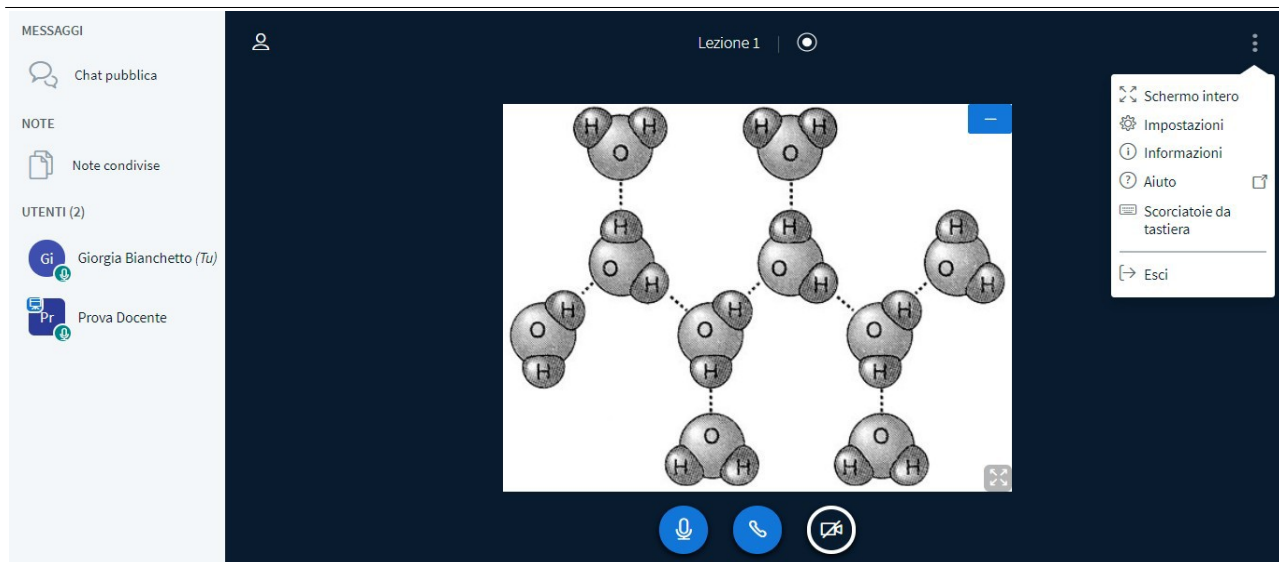 MESSAGGI
Chat pubblica
NOTE
Note condivise
UTENTI (2)
Gi
Giorgia Bianchetto (Tu)
Pr
Prova Docente
Lezione 1
H H H H
O O
H H H
O O O
H H H
H H H
O O O
H H H
O O
H H H H
Schermo intero
Impostazioni
Informazioni
Aiuto
Scorciatoie da
tastiera
Esci